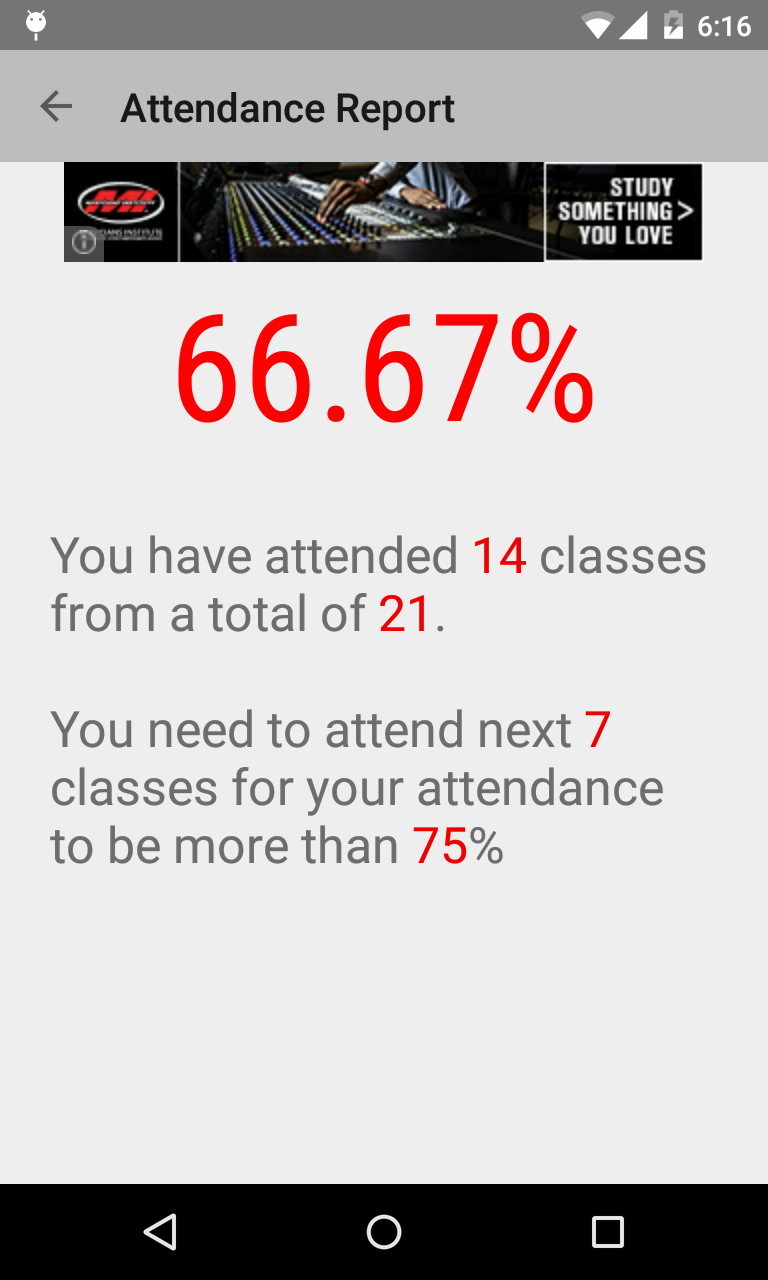 6:16
Attendance Report
STUDY
SOMETHING >
YOU LOVE
66.67%
You have attended 14 classes
from a total of 21.
You need to attend next 7
classes for your attendance
to be more than 75%